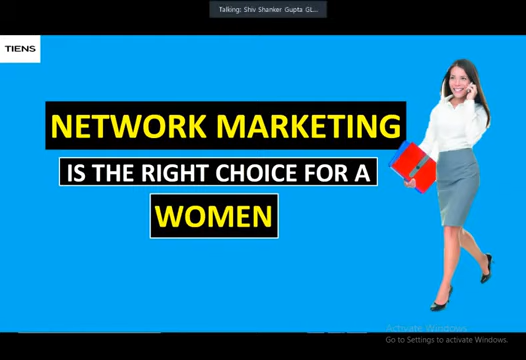 Talking: Shiv Shanker Gupta GL...
TIENS
NETWORK MARKETING
IS THE RIGHT CHOICE FOR A
WOMEN
Activate Windows
Go to Settings to activate Windows.